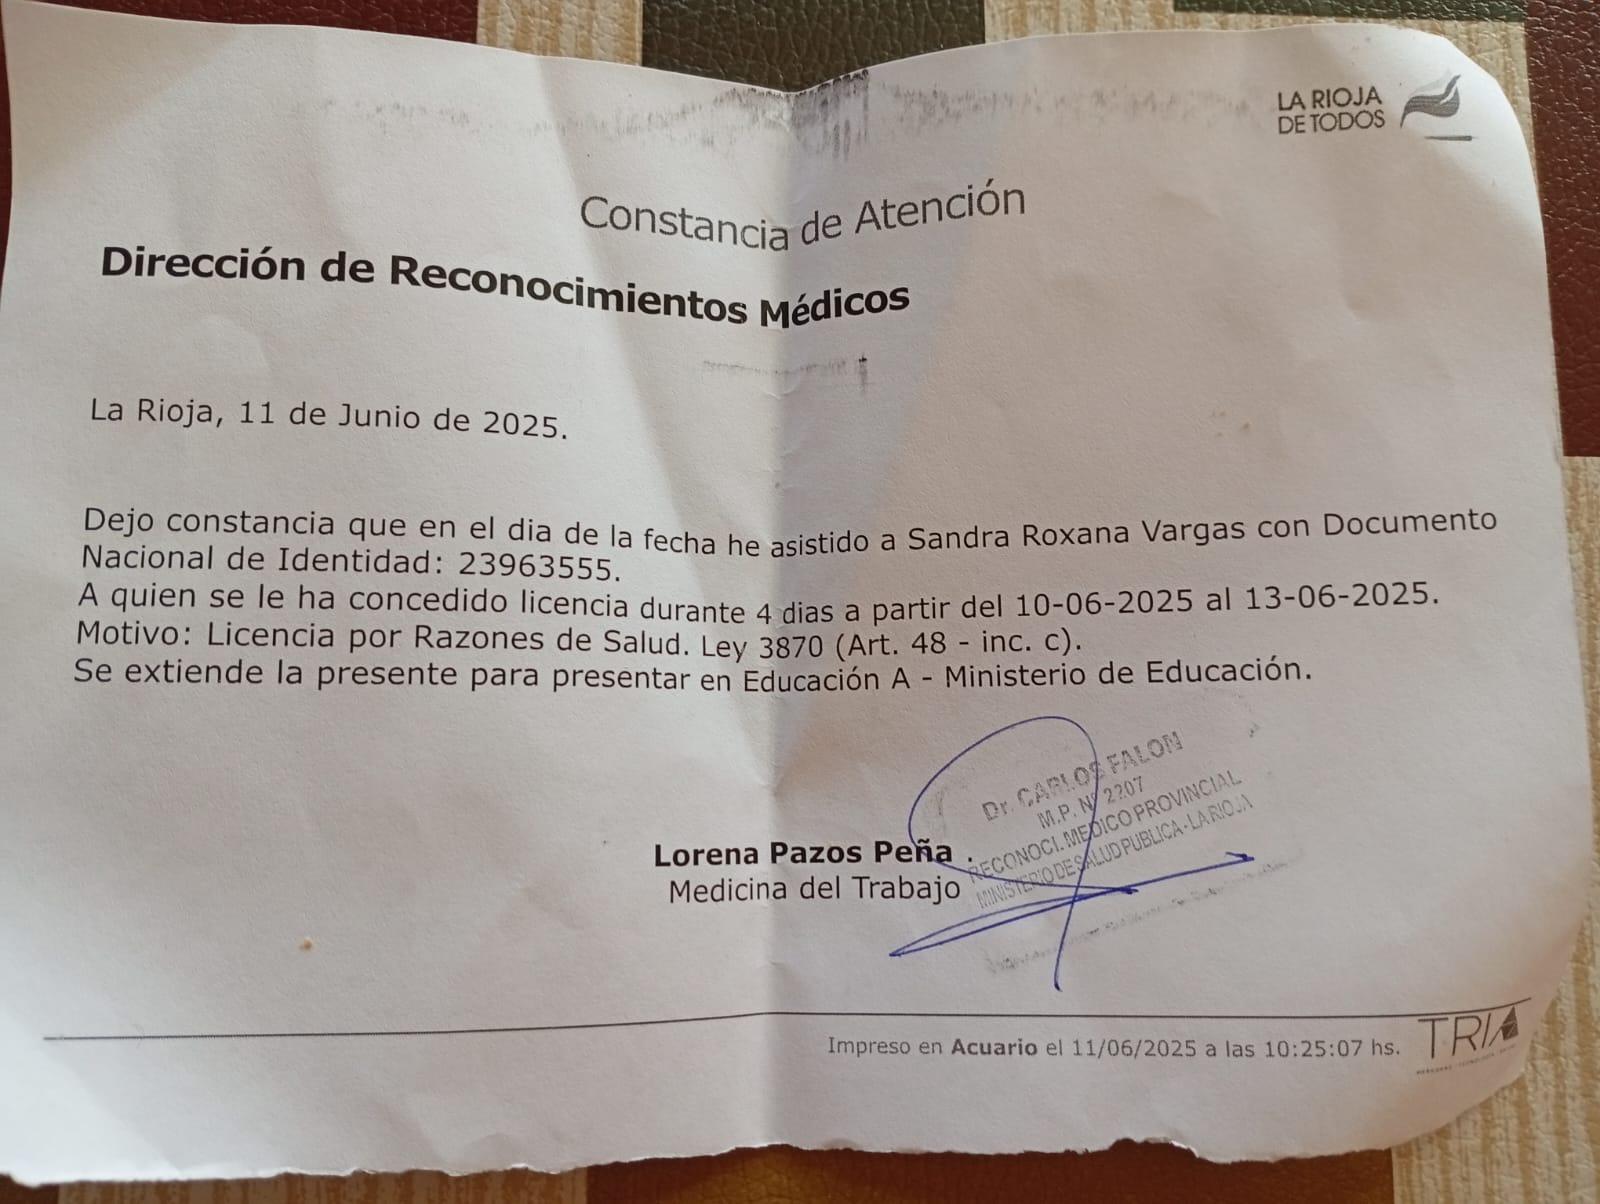 LA RIOJA
DE TODOS
Constancia de Atención
Dirección de Reconocimientos Médicos
La Rioja, 11 de Junio de 2025.
Dejo constancia que en el dia de la fecha he asistido a Sandra Roxana Vargas con Documento
Nacional de Identidad: 23963555.
A quien se le ha concedido licencia durante 4 dias a partir del 10-06-2025 al 13-06-2025.
Motivo: Licencia por Razones de Salud. Ley 3870 (Art. 48 - inc. c).
Se extiende la presente para presentar en Educación A - Ministerio de Educación.
Dr. CARLOS FALON
M.P. Nº 2207
RECONOCI. MEDICO PROVINCIAL
MINISTERIO DE SALUD PUBLICA - LA RIOJA
Lorena Pazos Peña .
Medicina del Trabajo
Impreso en Acuario el 11/06/2025 a las 10:25:07 hs.
TRIA